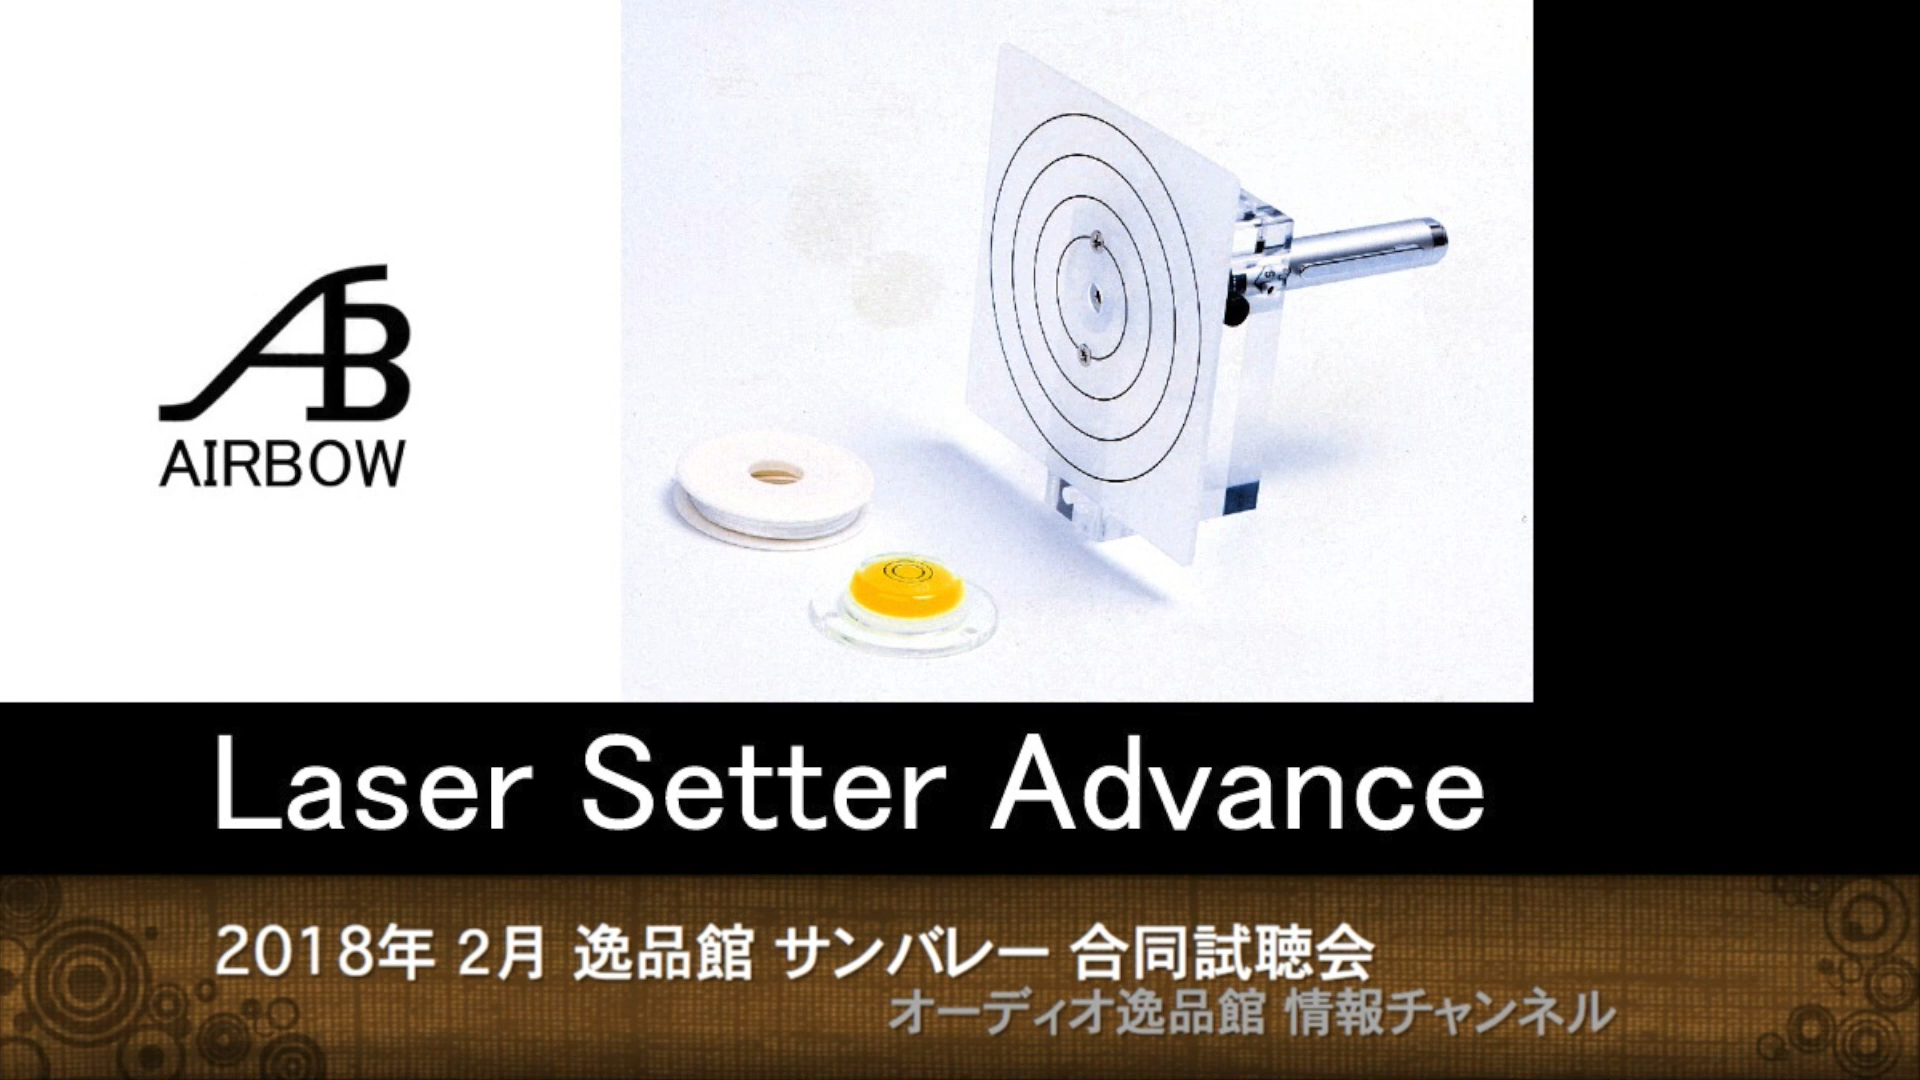 AB
AIRBOW
Laser Setter Advance
2018年 2月 逸品館 サンバレー 合同試聴会
オーディオ逸品館 情報チャンネル